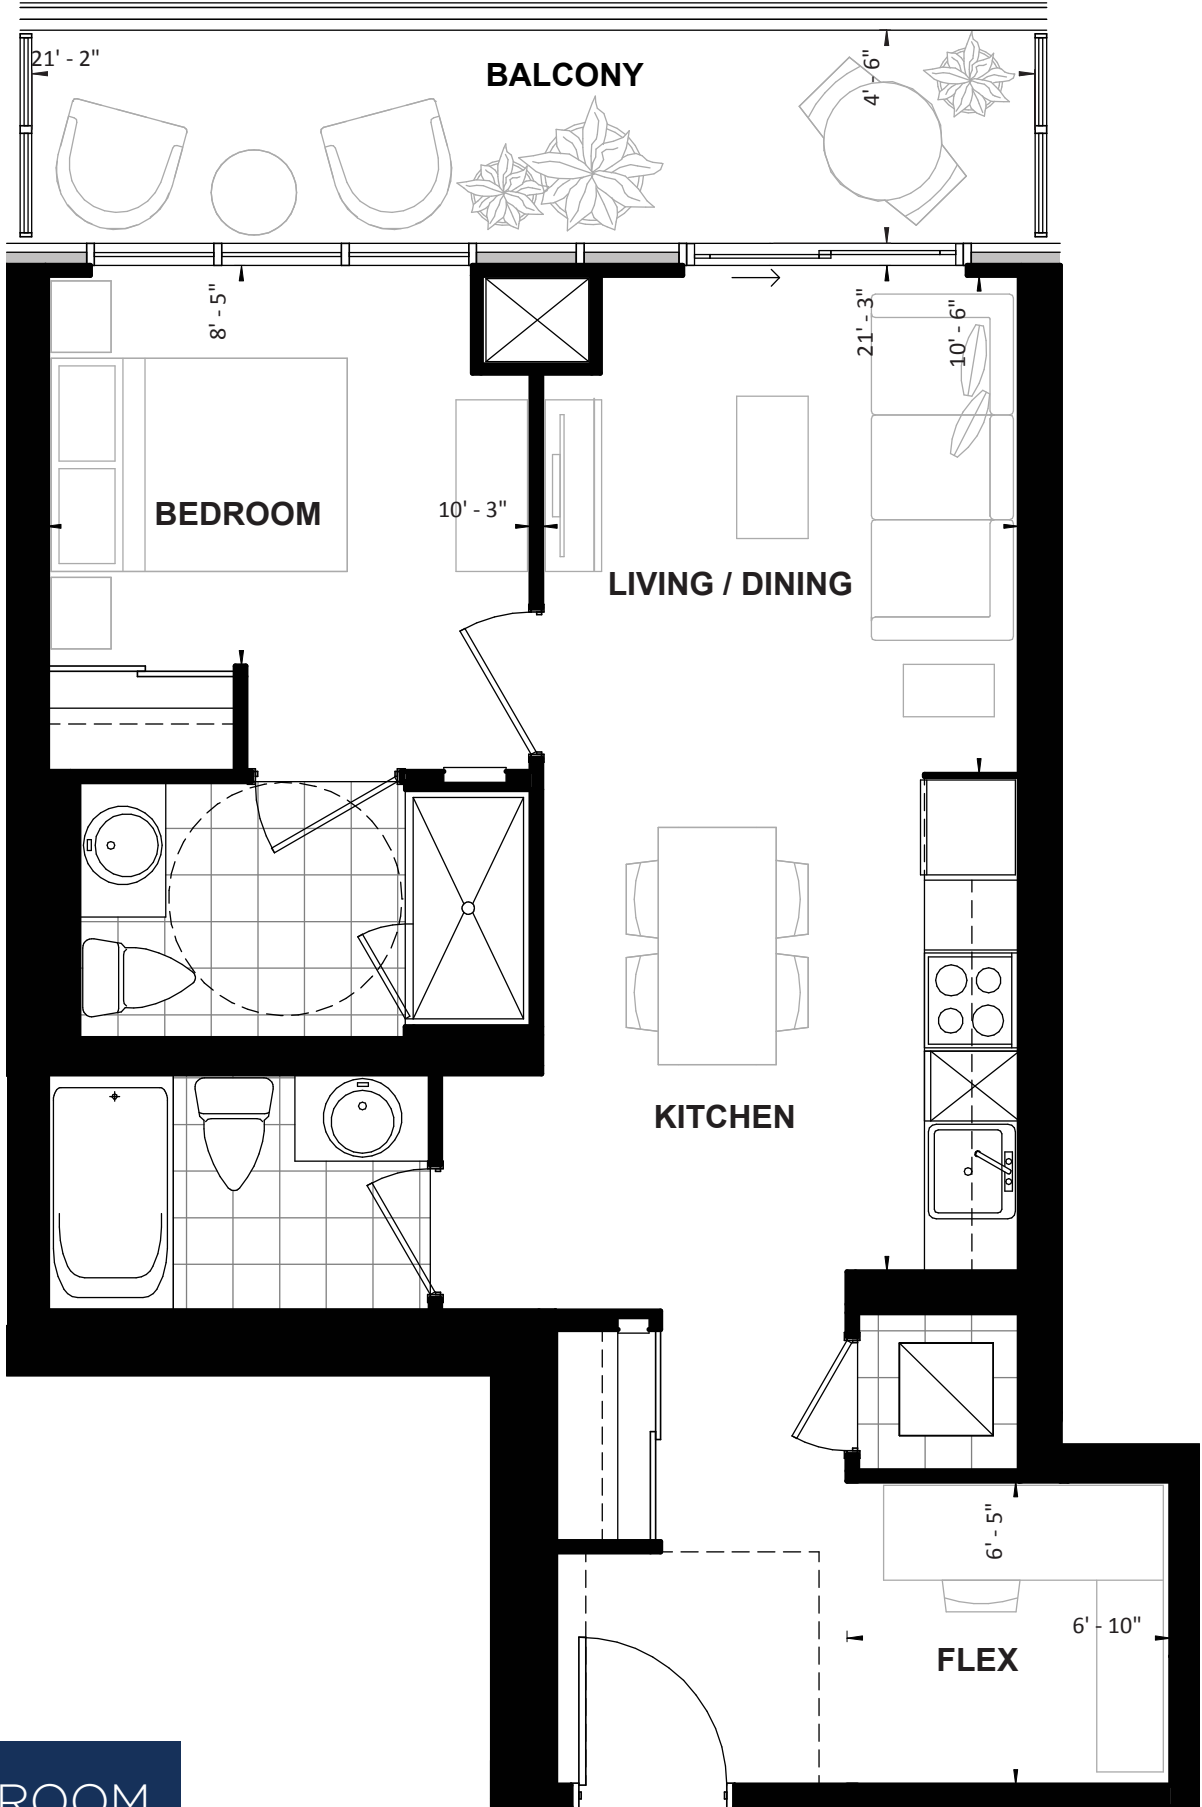 21' - 2"
BALCONY
4' - 6"
8' - 5"
21' - 3"
10' - 6"
BEDROOM
10' - 3"
LIVING / DINING
KITCHEN
6' - 5"
6' - 10"
FLEX
ROOM